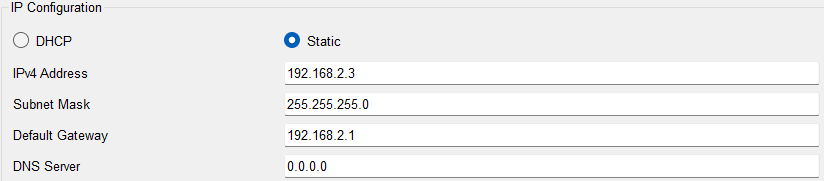 IP Configuration
DHCP Static
IPv4 Address 192.168.2.3
Subnet Mask 255.255.255.0
Default Gateway 192.168.2.1
DNS Server 0.0.0.0